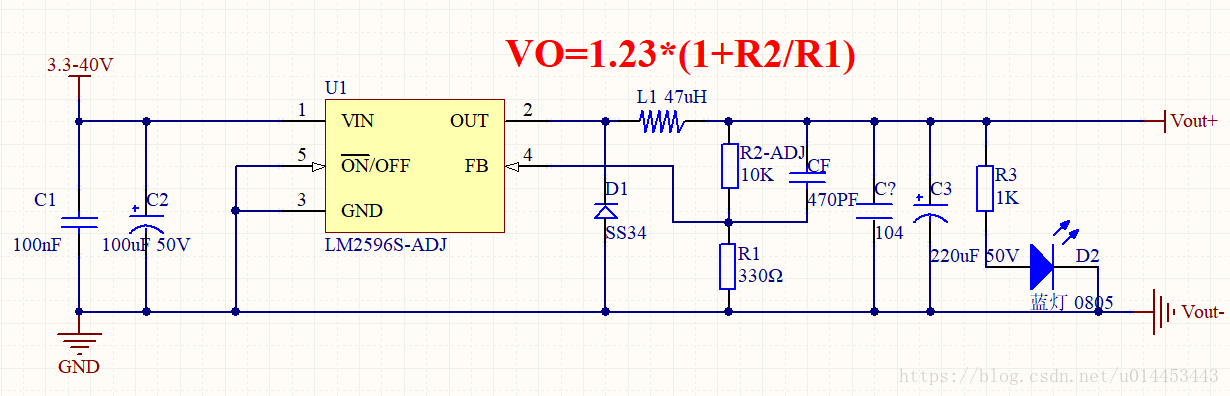 VO=1.23*(1+R2/R1)
3.3-40V
U1
L1 47uH
1
VIN
OUT
2
Vout+
5
ON/OFF
FB
4
R2-ADJ
10K
CF
470PF
3
GND
C1
100nF
C2
100uF 50V
LM2596S-ADJ
D1
SS34
R1
330Ω
C?
104
C3
220uF 50V
R3
1K
D2
蓝灯 0805
Vout-
GND
https://blog.csdn.net/u014453443